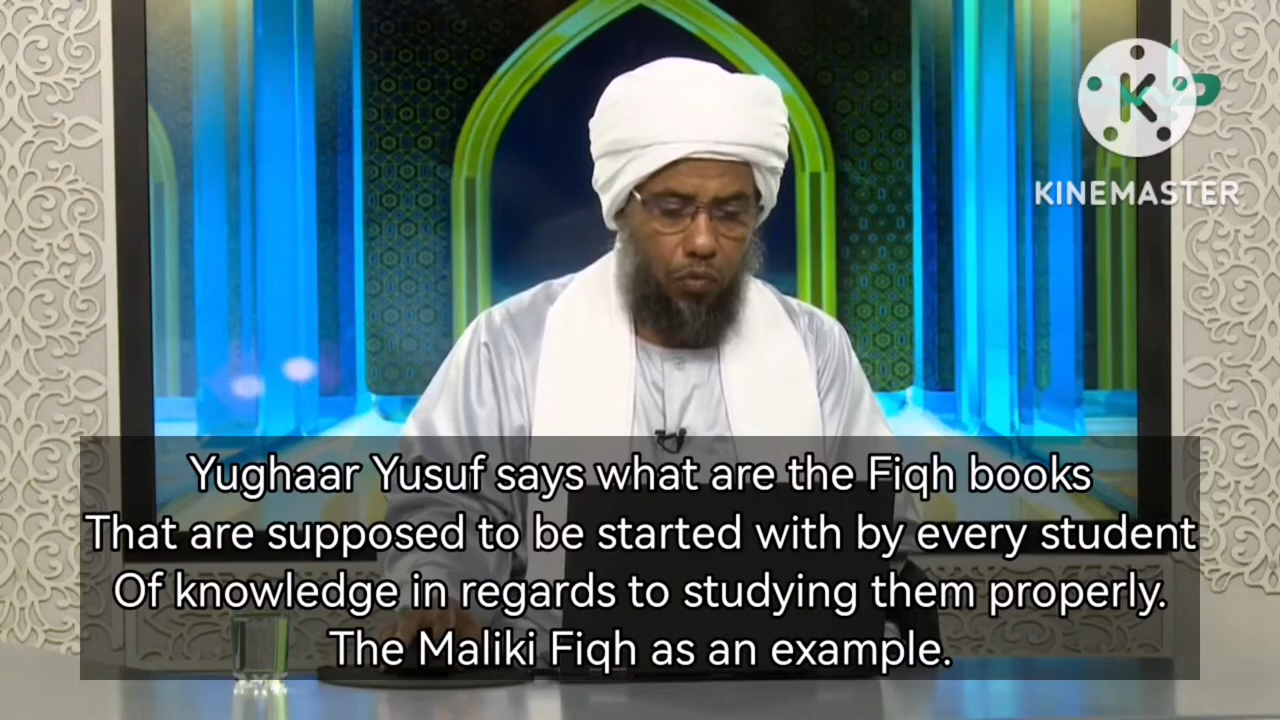 K
KINEMASTER
Yughaar Yusuf says what are the Fiqh books
That are supposed to be started with by every student
Of knowledge in regards to studying them properly.
The Maliki Fiqh as an example.